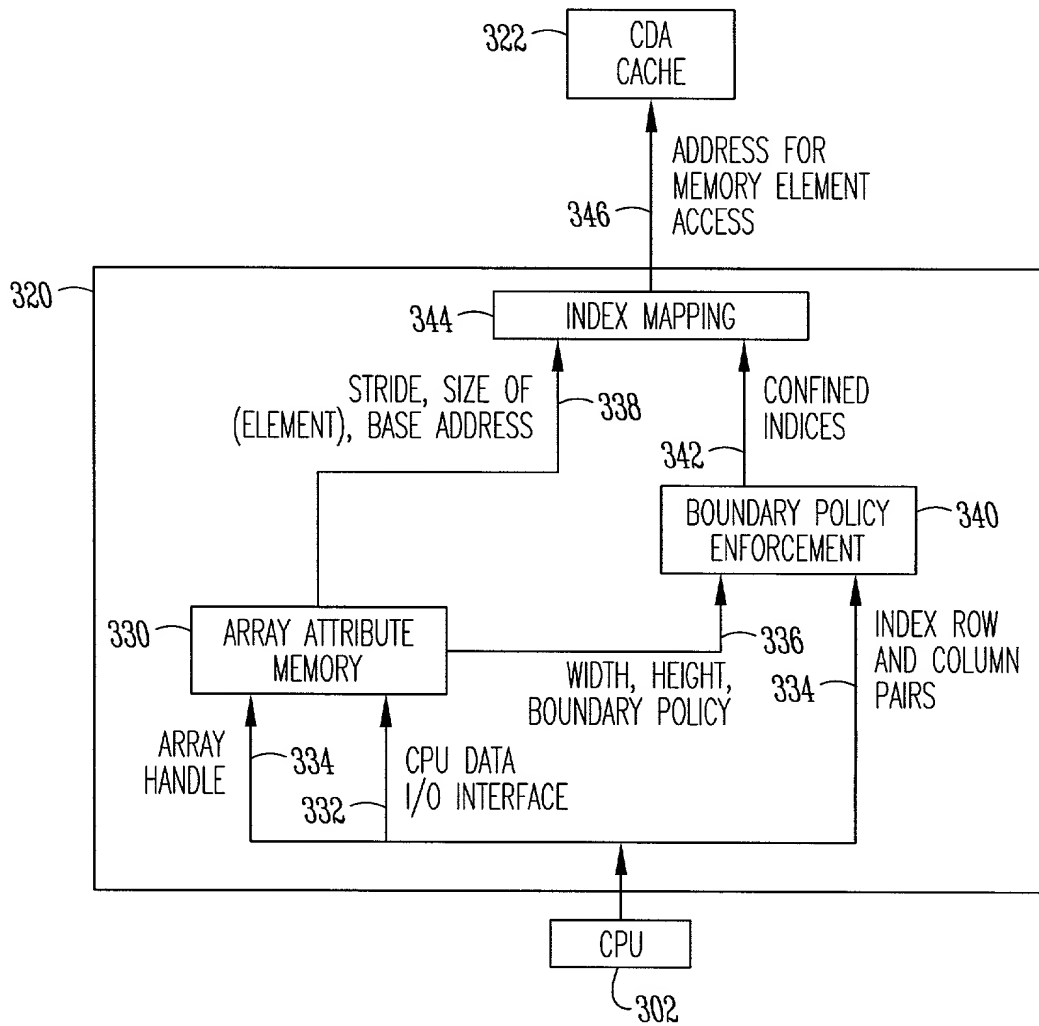 322
CDA
CACHE
ADDRESS FOR
MEMORY ELEMENT
ACCESS
346
320
344
INDEX MAPPING
STRIDE, SIZE OF
(ELEMENT), BASE ADDRESS
338
CONFINED
INDICES
342
BOUNDARY POLICY
ENFORCEMENT
340
330
ARRAY ATTRIBUTE
MEMORY
336
WIDTH, HEIGHT,
BOUNDARY POLICY
INDEX ROW
AND COLUMN
PAIRS
334
ARRAY
HANDLE
334
332
CPU DATA
I/O INTERFACE
CPU
302